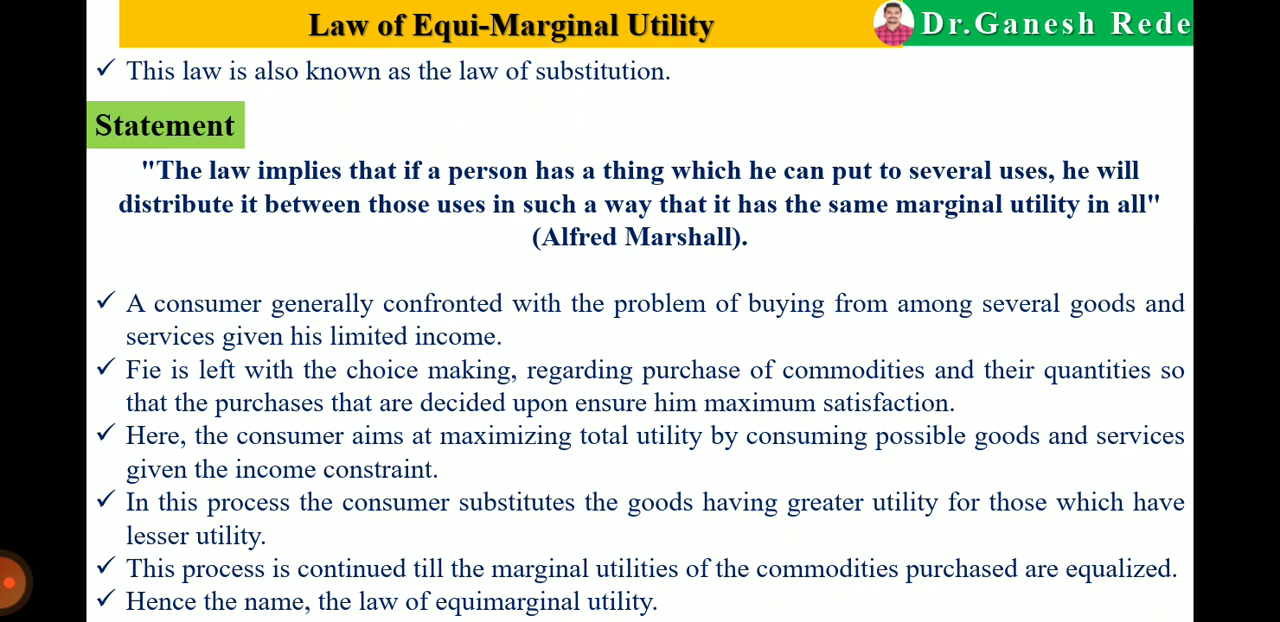 Law of Equi-Marginal Utility
Dr.Ganesh Rede
✓ This law is also known as the law of substitution.
Statement
"The law implies that if a person has a thing which he can put to several uses, he will
distribute it between those uses in such a way that it has the same marginal utility in all"
(Alfred Marshall).
✓ A consumer generally confronted with the problem of buying from among several goods and
services given his limited income.
✓ Fie is left with the choice making, regarding purchase of commodities and their quantities so
that the purchases that are decided upon ensure him maximum satisfaction.
✓ Here, the consumer aims at maximizing total utility by consuming possible goods and services
given the income constraint.
✓ In this process the consumer substitutes the goods having greater utility for those which have
lesser utility.
✓ This process is continued till the marginal utilities of the commodities purchased are equalized.
✓ Hence the name, the law of equimarginal utility.